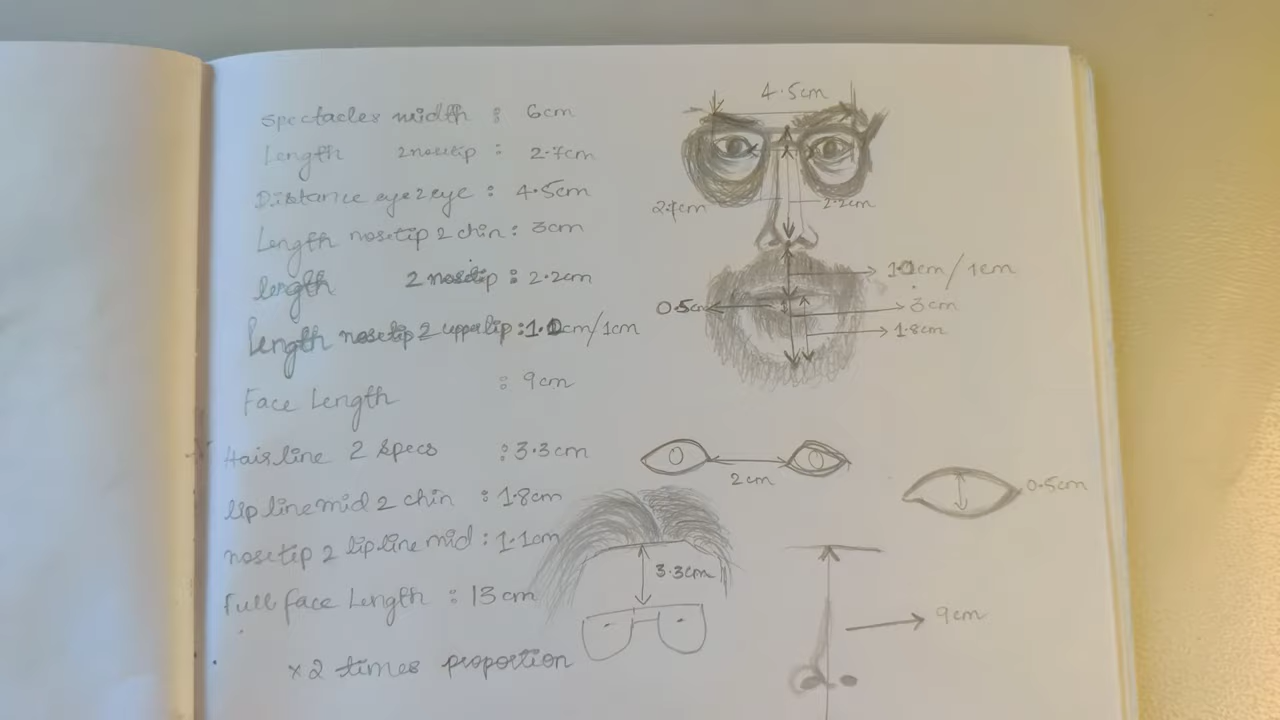 spectacles width : 6cm
Length 2nosetip : 2.7cm
Distance eye2eye : 4.5cm
Length nosetip 2 chin : 3cm
length 2 nosetip : 2.2cm
Length nosetip 2 upperlip : 1.0cm/1cm
Face Length : 9cm
Hairline 2 specs : 3.3cm
lip line mid 2 chin : 1.8cm
nosetip 2 lipline mid : 1.1cm
Full face Length : 13cm
×2 times proportion
4.5cm
2.7cm
2.2cm
1.0cm/1cm
0.5cm
3cm
1.8cm
2cm
0.5cm
3.3cm
9cm